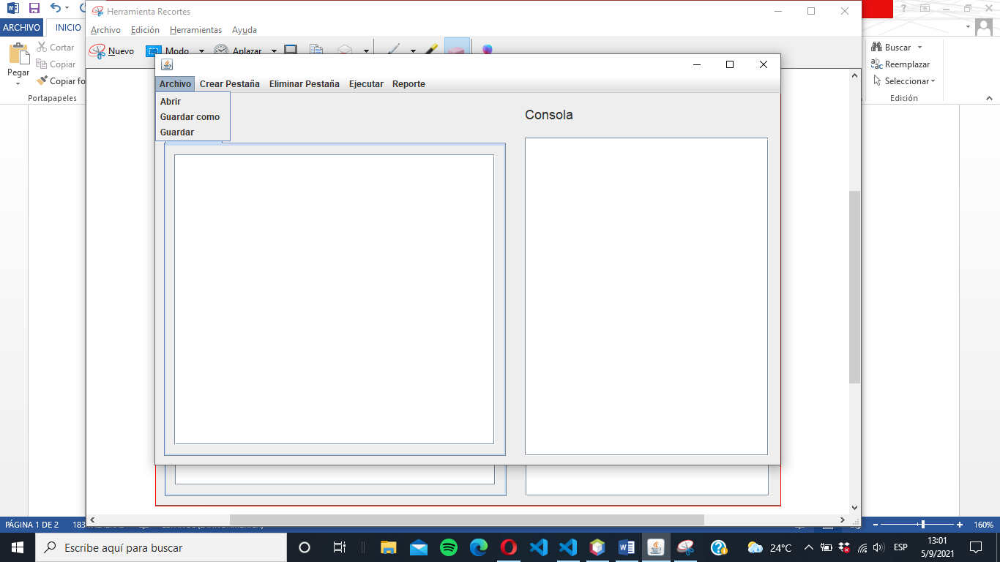 Herramienta Recortes
Archivo Edición Herramientas Ayuda
Nuevo Modo Aplazar
ARCHIVO INICIO
Cortar
Copiar
Copiar fo
Pegar
Portapapeles
Buscar
Reemplazar
Seleccionar
Edición
Archivo Crear Pestaña Eliminar Pestaña Ejecutar Reporte
Abrir
Guardar como
Guardar
Consola
PÁGINA 1 DE 2
160%
Escribe aquí para buscar
24°C
ESP
13:01
5/9/2021